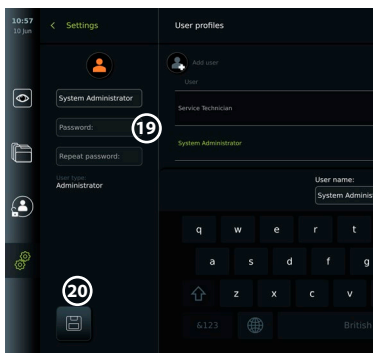 10:57
10 Jun
Settings
User profiles
Add user
User
System Administrator
Service Technician
Password:
19
System Administrator
Repeat password:
User type:
Administrator
User name:
System Adminis
q w e r t
a s d f g
20
z x c v
&123
British